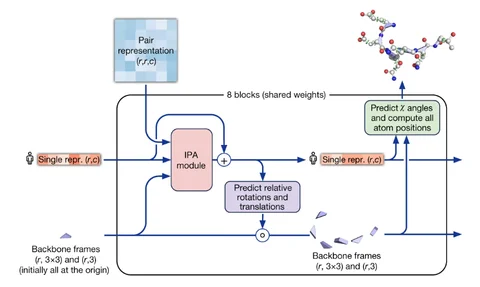 Pair
representation
(r,r,c)
8 blocks (shared weights)
Predict χ angles
and compute all
atom positions
Single repr. (r,c)
IPA
module
+
Single repr. (r,c)
Predict relative
rotations and
translations
Backbone frames
(r, 3×3) and (r,3)
(initially all at the origin)
Backbone frames
(r, 3×3) and (r,3)